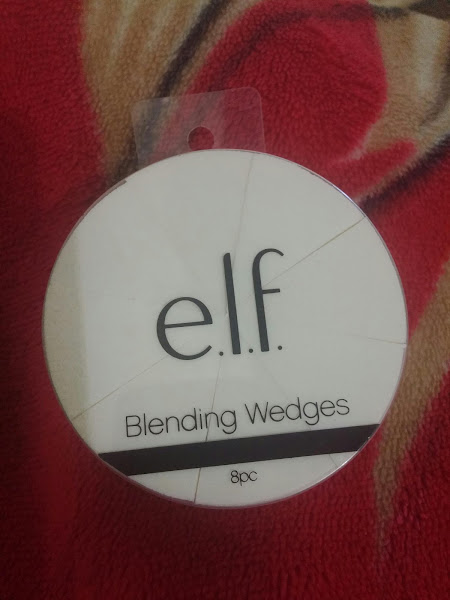 e.l.f.
Blending Wedges
8pc